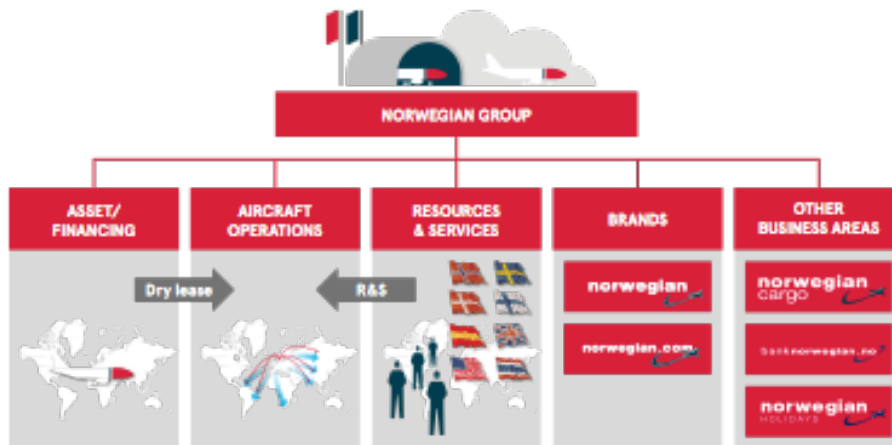 NORWEGIAN GROUP
ASSET/
FINANCING
AIRCRAFT
OPERATIONS
RESOURCES
& SERVICES
BRANDS
OTHER
BUSINESS AREAS
Dry lease
R&S
norwegian
norwegian.com
norwegian
cargo
banknorwegian.no
norwegian
HOLIDAYS